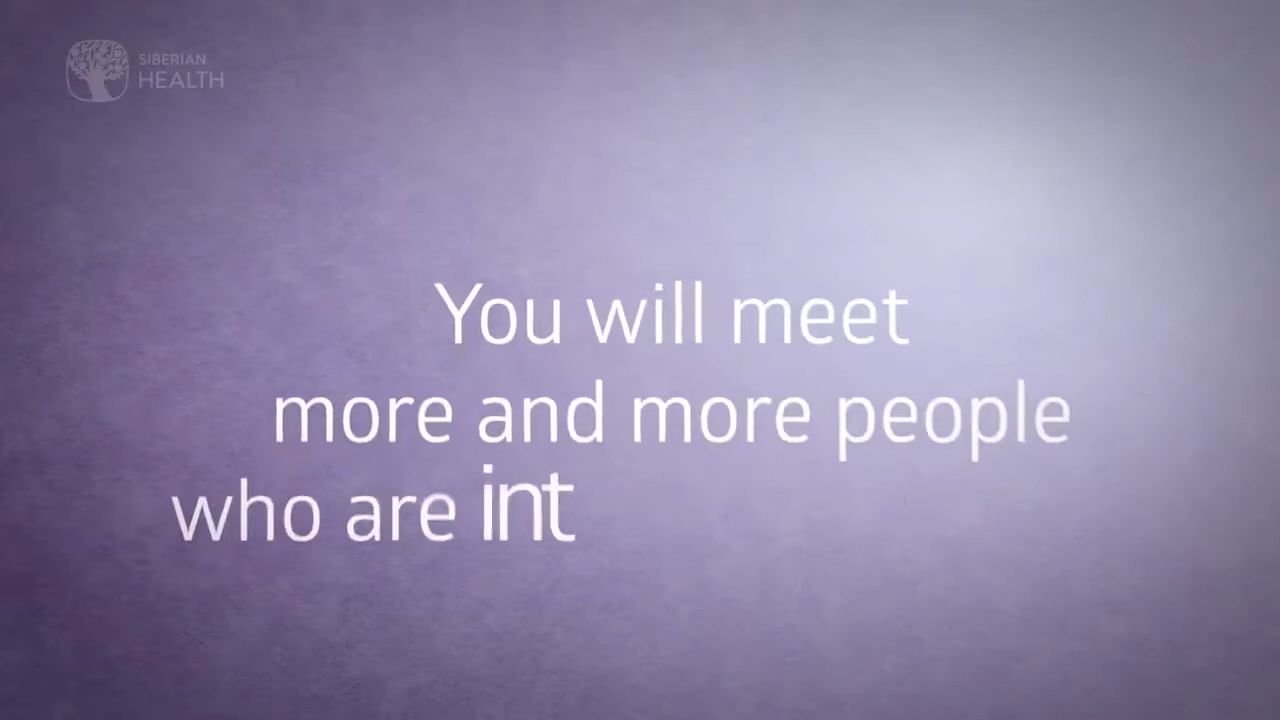 SIBERIAN
HEALTH
You will meet
more and more people
who are int